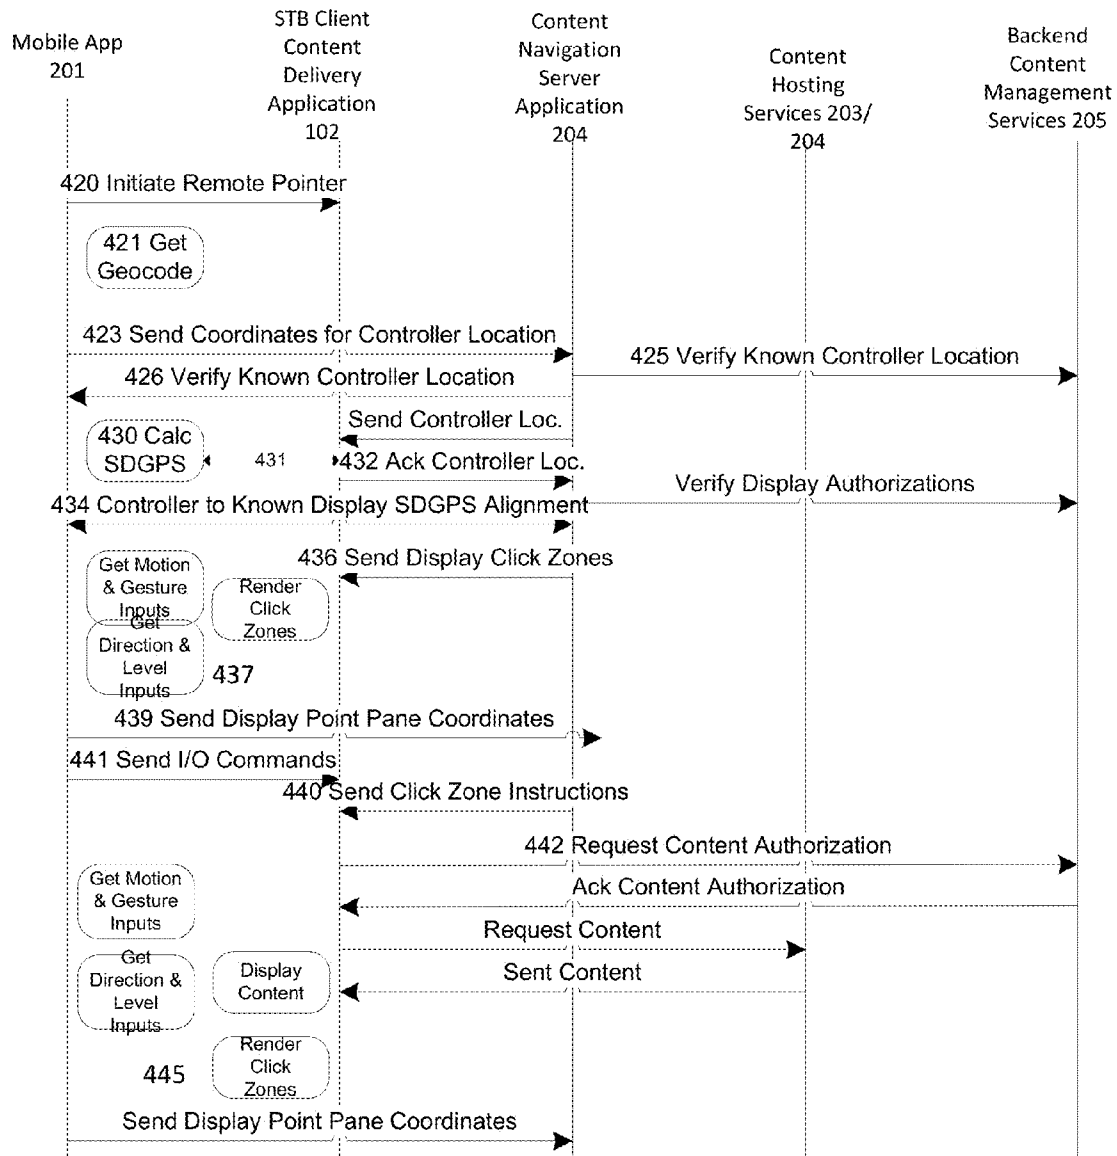 Mobile App
201
STB Client
Content
Delivery
Application
102
Content
Navigation
Server
Application
204
Content
Hosting
Services 203/
204
Backend
Content
Management
Services 205
420 Initiate Remote Pointer
421 Get
Geocode
423 Send Coordinates for Controller Location
425 Verify Known Controller Location
426 Verify Known Controller Location
Send Controller Loc.
430 Calc
SDGPS
431
432 Ack Controller Loc.
Verify Display Authorizations
434 Controller to Known Display SDGPS Alignment
436 Send Display Click Zones
Get Motion
& Gesture
Inputs
Render
Click
Zones
Get
Direction &
Level
Inputs
437
439 Send Display Point Pane Coordinates
441 Send I/O Commands
440 Send Click Zone Instructions
442 Request Content Authorization
Ack Content Authorization
Get Motion
& Gesture
Inputs
Request Content
Sent Content
Get
Direction &
Level
Inputs
Display
Content
Render
Click
Zones
445
Send Display Point Pane Coordinates